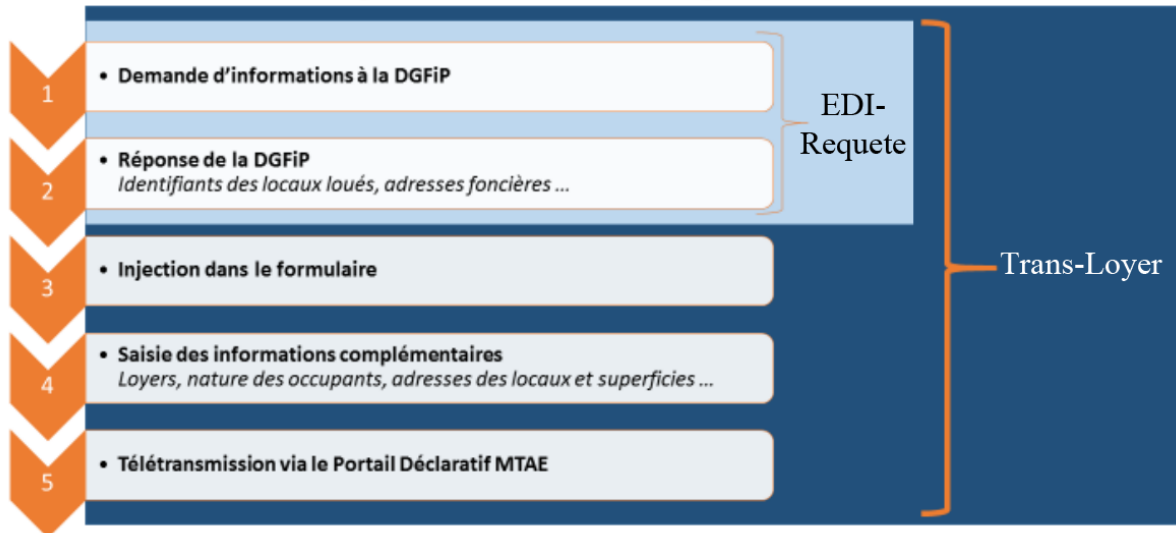 1
• Demande d'informations à la DGFiP
2
• Réponse de la DGFiP
Identifiants des locaux loués, adresses foncières ...
EDI-
Requete
3
• Injection dans le formulaire
4
• Saisie des informations complémentaires
Loyers, nature des occupants, adresses des locaux et superficies ...
5
• Télétransmission via le Portail Déclaratif MTAE
Trans-Loyer